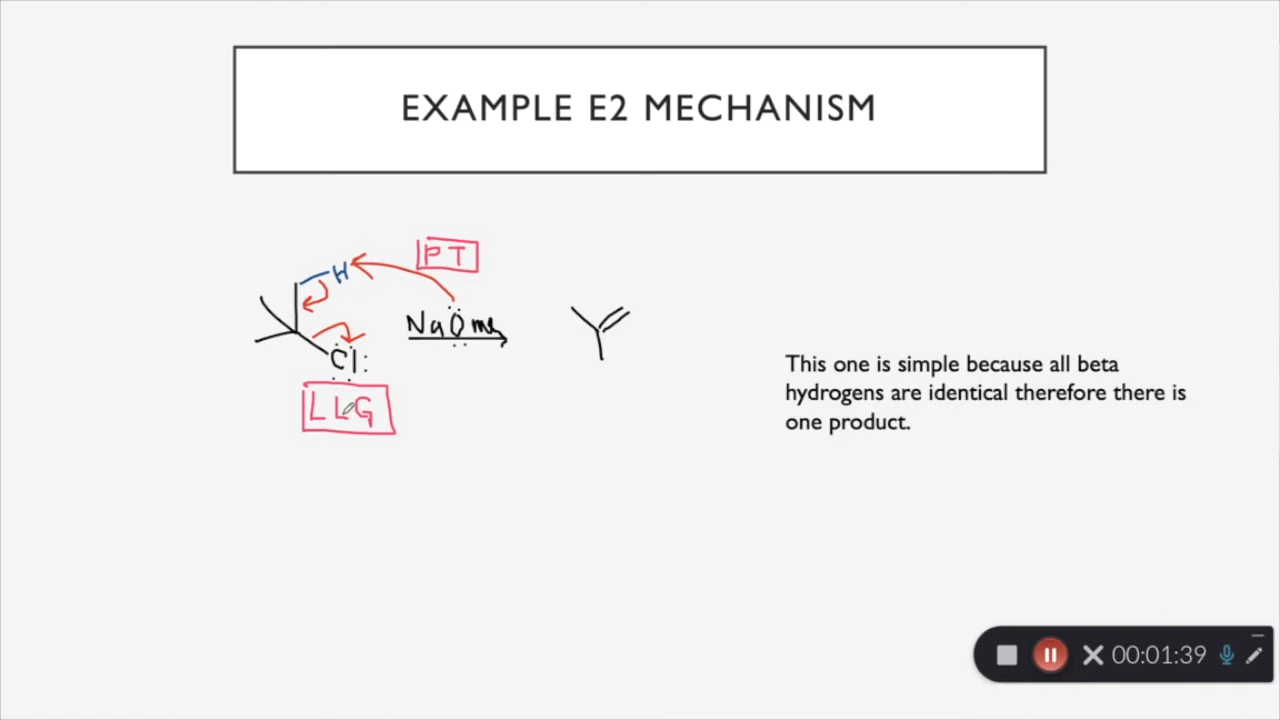 EXAMPLE E2 MECHANISM
PT
H
NaOme
Cl
LLG
This one is simple because all beta
hydrogens are identical therefore there is
one product.
00:01:39